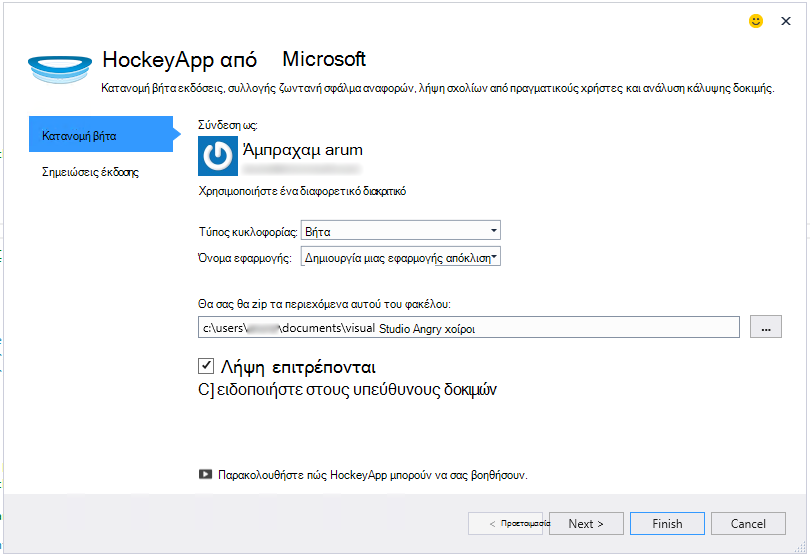 HockeyApp από Microsoft
Κατανομή βήτα εκδόσεις, συλλογής ζωντανή σφάλμα αναφορών, λήψη σχολίων από πραγματικούς χρήστες και ανάλυση κάλυψης δοκιμής.
Κατανομή βήτα
Σημειώσεις έκδοσης
Σύνδεση ως:
Άμπραχαμ arum
Χρησιμοποιήστε ένα διαφορετικό διακριτικό
Τύπος κυκλοφορίας: Βήτα
Όνομα εφαρμογής: Δημιουργία μιας εφαρμογής απόκλιση
Θα σας θα zip τα περιεχόμενα αυτού του φακέλου:
c:\users\ \documents\visual Studio Angry χοίροι
...
Λήψη επιτρέπονται
C] ειδοποιήστε στους υπεύθυνους δοκιμών
Παρακολουθήστε πώς HockeyApp μπορούν να σας βοηθήσουν.
< Προετοιμασία Next > Finish Cancel